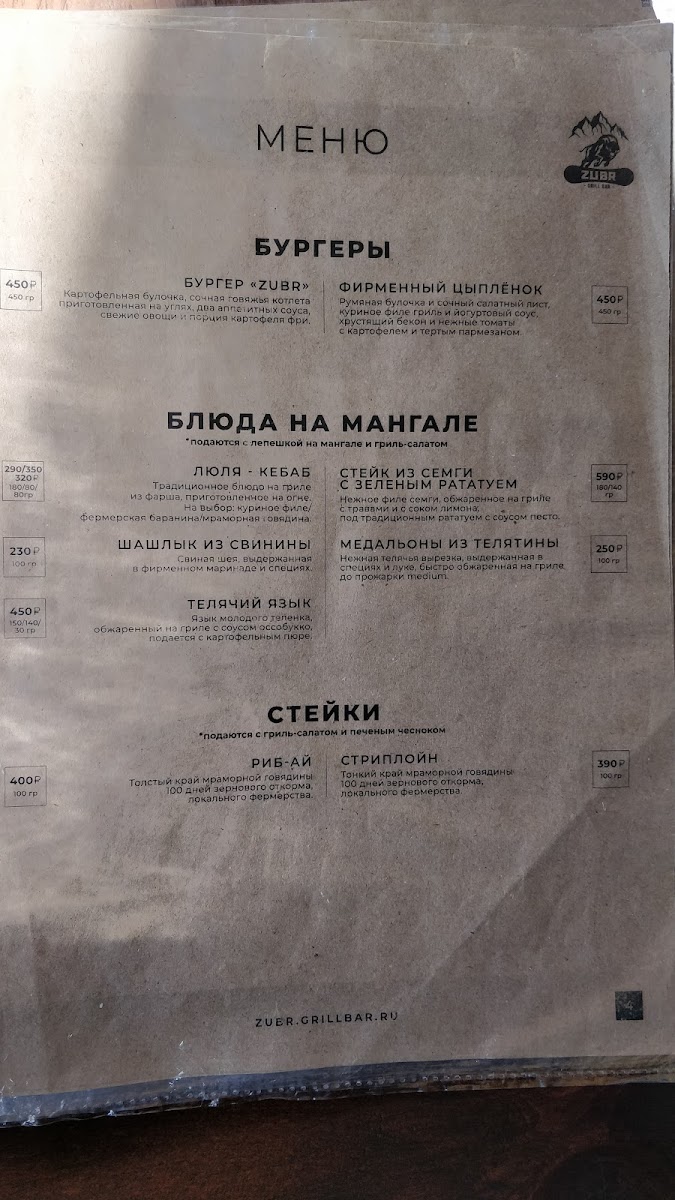 МЕНЮ
ZUBR
GRILL BAR
БУРГЕРЫ
450₽
450 гр
БУРГЕР «ZUBR»
Картофельная булочка, сочная говяжья котлета
приготовленная на углях, два аппетитных соуса,
свежие овощи и порция картофеля фри.
ФИРМЕННЫЙ ЦЫПЛЁНОК
Румяная булочка и сочный салатный лист,
куриное филе гриль и йогуртовый соус,
хрустящий бекон и нежные томаты
с картофелем и тертым пармезаном.
450₽
450 гр
БЛЮДА НА МАНГАЛЕ
*подаются с лепешкой на мангале и гриль-салатом
290/350
320₽
180/80/
80гр
ЛЮЛЯ - КЕБАБ
Традиционное блюдо на гриле
из фарша, приготовленное на огне.
На выбор: куриное филе/
фермерская баранина/мраморная говядина.
СТЕЙК ИЗ СЕМГИ
С ЗЕЛЕНЫМ РАТАТУЕМ
Нежное филе семги, обжаренное на гриле
с травами и с соком лимона,
под традиционным рататуем с соусом песто.
590₽
180/140
гр
230₽
100 гр
ШАШЛЫК ИЗ СВИНИНЫ
Свиная шея, выдержанная
в фирменном маринаде и специях.
МЕДАЛЬОНЫ ИЗ ТЕЛЯТИНЫ
Нежная телячья вырезка, выдержанная в
специях и луке, быстро обжаренная на гриле,
до прожарки medium.
250₽
100 гр
450₽
150/140/
30 гр
ТЕЛЯЧИЙ ЯЗЫК
Язык молодого теленка,
обжаренный на гриле с соусом оссобукко,
подается с картофельным пюре.
СТЕЙКИ
*подаются с гриль-салатом и печеным чесноком
400₽
100 гр
РИБ-АЙ
Толстый край мраморной говядины
100 дней зернового откорма,
локального фермерства.
СТРИПЛОЙН
Тонкий край мраморной говядины
100 дней зернового откорма,
локального фермерства.
390₽
100 гр
ZUBR.GRILLBAR.RU
4